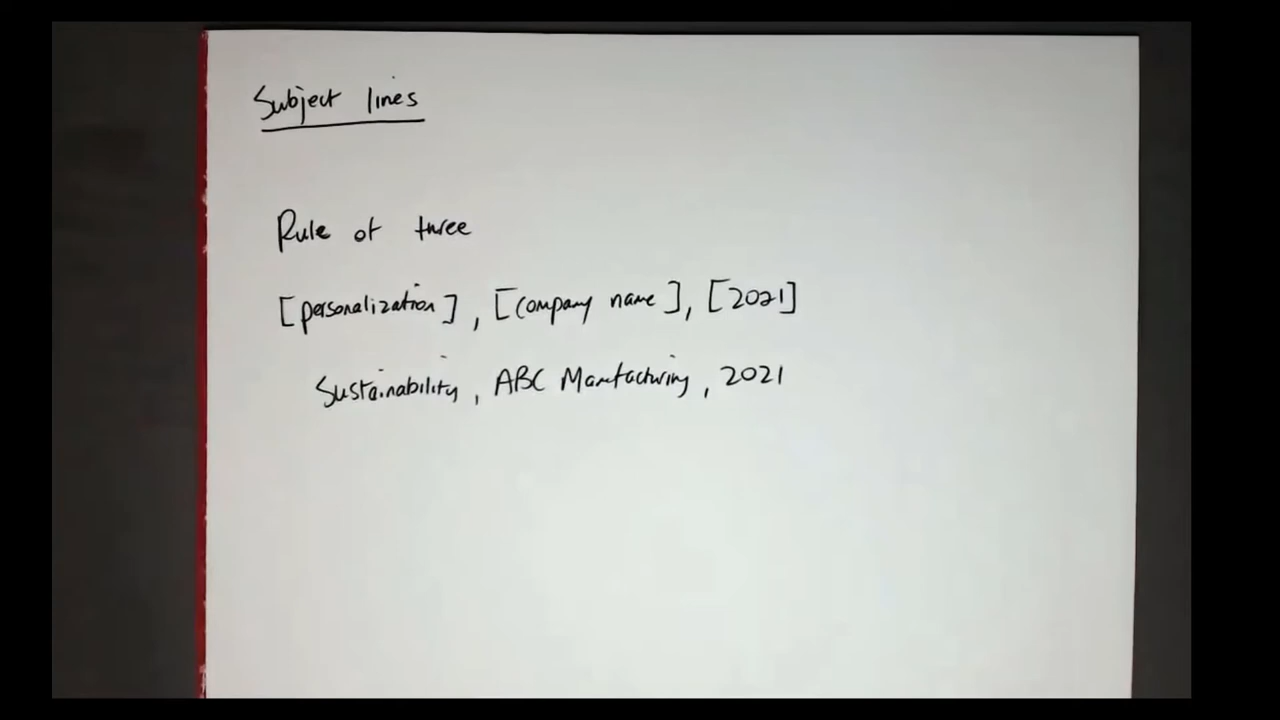 Subject lines
Rule of three
[personalization], [company name], [2021]
Sustainability, ABC Manufacturing, 2021